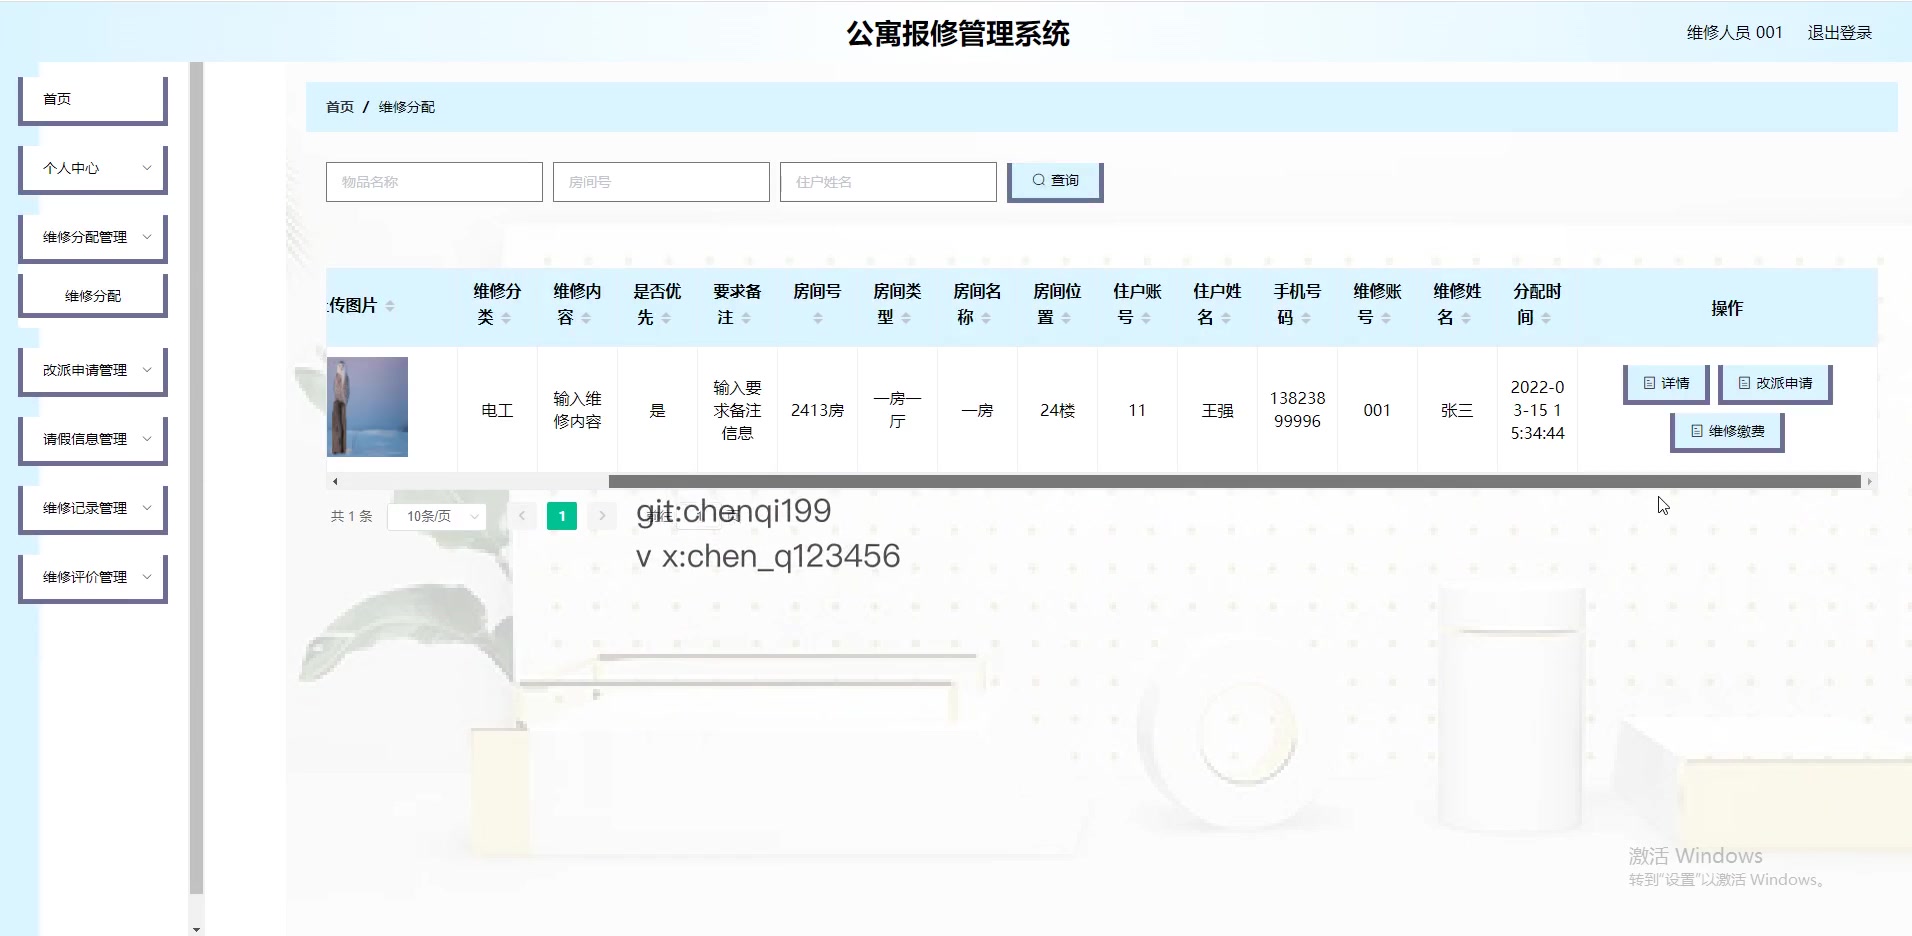 公寓报修管理系统
维修人员 001 退出登录
首页
个人中心
维修分配管理
维修分配
改派申请管理
请假信息管理
维修记录管理
维修评价管理
首页 / 维修分配
物品名称 房间号 住户姓名 查询
传图片 维修分类 维修内容 是否优先 要求备注 房间号 房间类型 房间名称 房间位置 住户账号 住户姓名 手机号码 维修账号 维修姓名 分配时间 操作
电工 输入维修内容 是 输入要求备注信息 2413房 一房一厅 一房 24楼 11 王强 13823899996 001 张三 2022-03-15 15:34:44 详情 改派申请
维修缴费
共 1 条 10条/页 1 前往 1 页
git:chenqi199
v x:chen_q123456
激活 Windows
转到"设置"以激活 Windows。